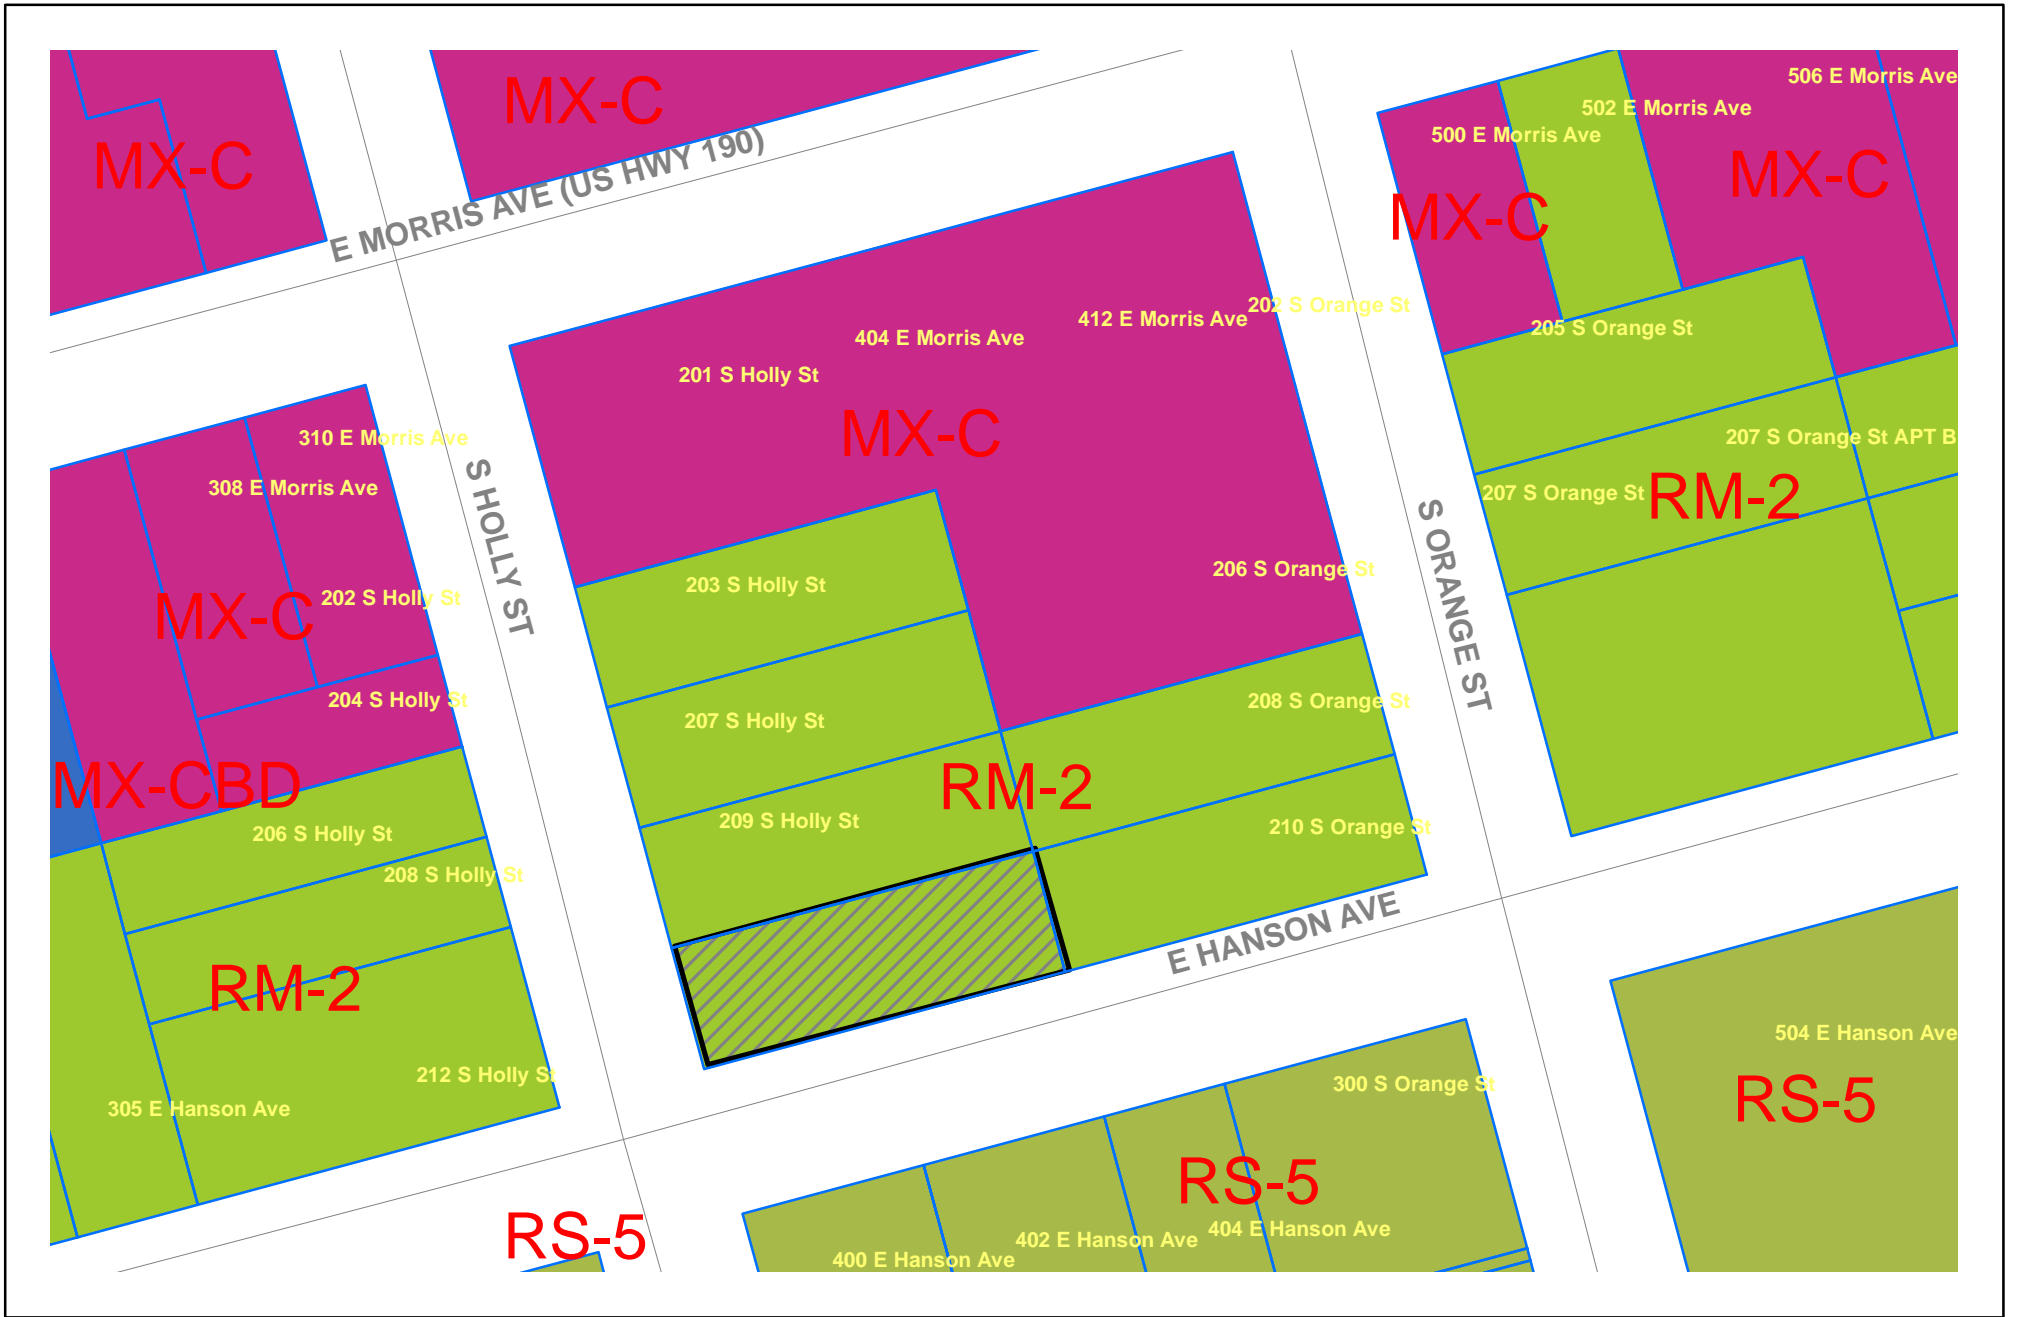 506 E Morris Ave
MX-C
502 E Morris Ave
500 E Morris Ave
MX-C
MX-C
E MORRIS AVE (US HWY 190)
MX-C
202 S Orange St
412 E Morris Ave
205 S Orange St
404 E Morris Ave
201 S Holly St
MX-C
310 E Morris Ave
207 S Orange St APT B
308 E Morris Ave
207 S Orange St
RM-2
S HOLLY ST
S ORANGE ST
206 S Orange St
203 S Holly St
202 S Holly St
MX-C
204 S Holly St
208 S Orange St
207 S Holly St
MX-CBD
RM-2
209 S Holly St
210 S Orange St
206 S Holly St
208 S Holly St
E HANSON AVE
RM-2
504 E Hanson Ave
212 S Holly St
300 S Orange St
RS-5
305 E Hanson Ave
RS-5
404 E Hanson Ave
402 E Hanson Ave
RS-5
400 E Hanson Ave